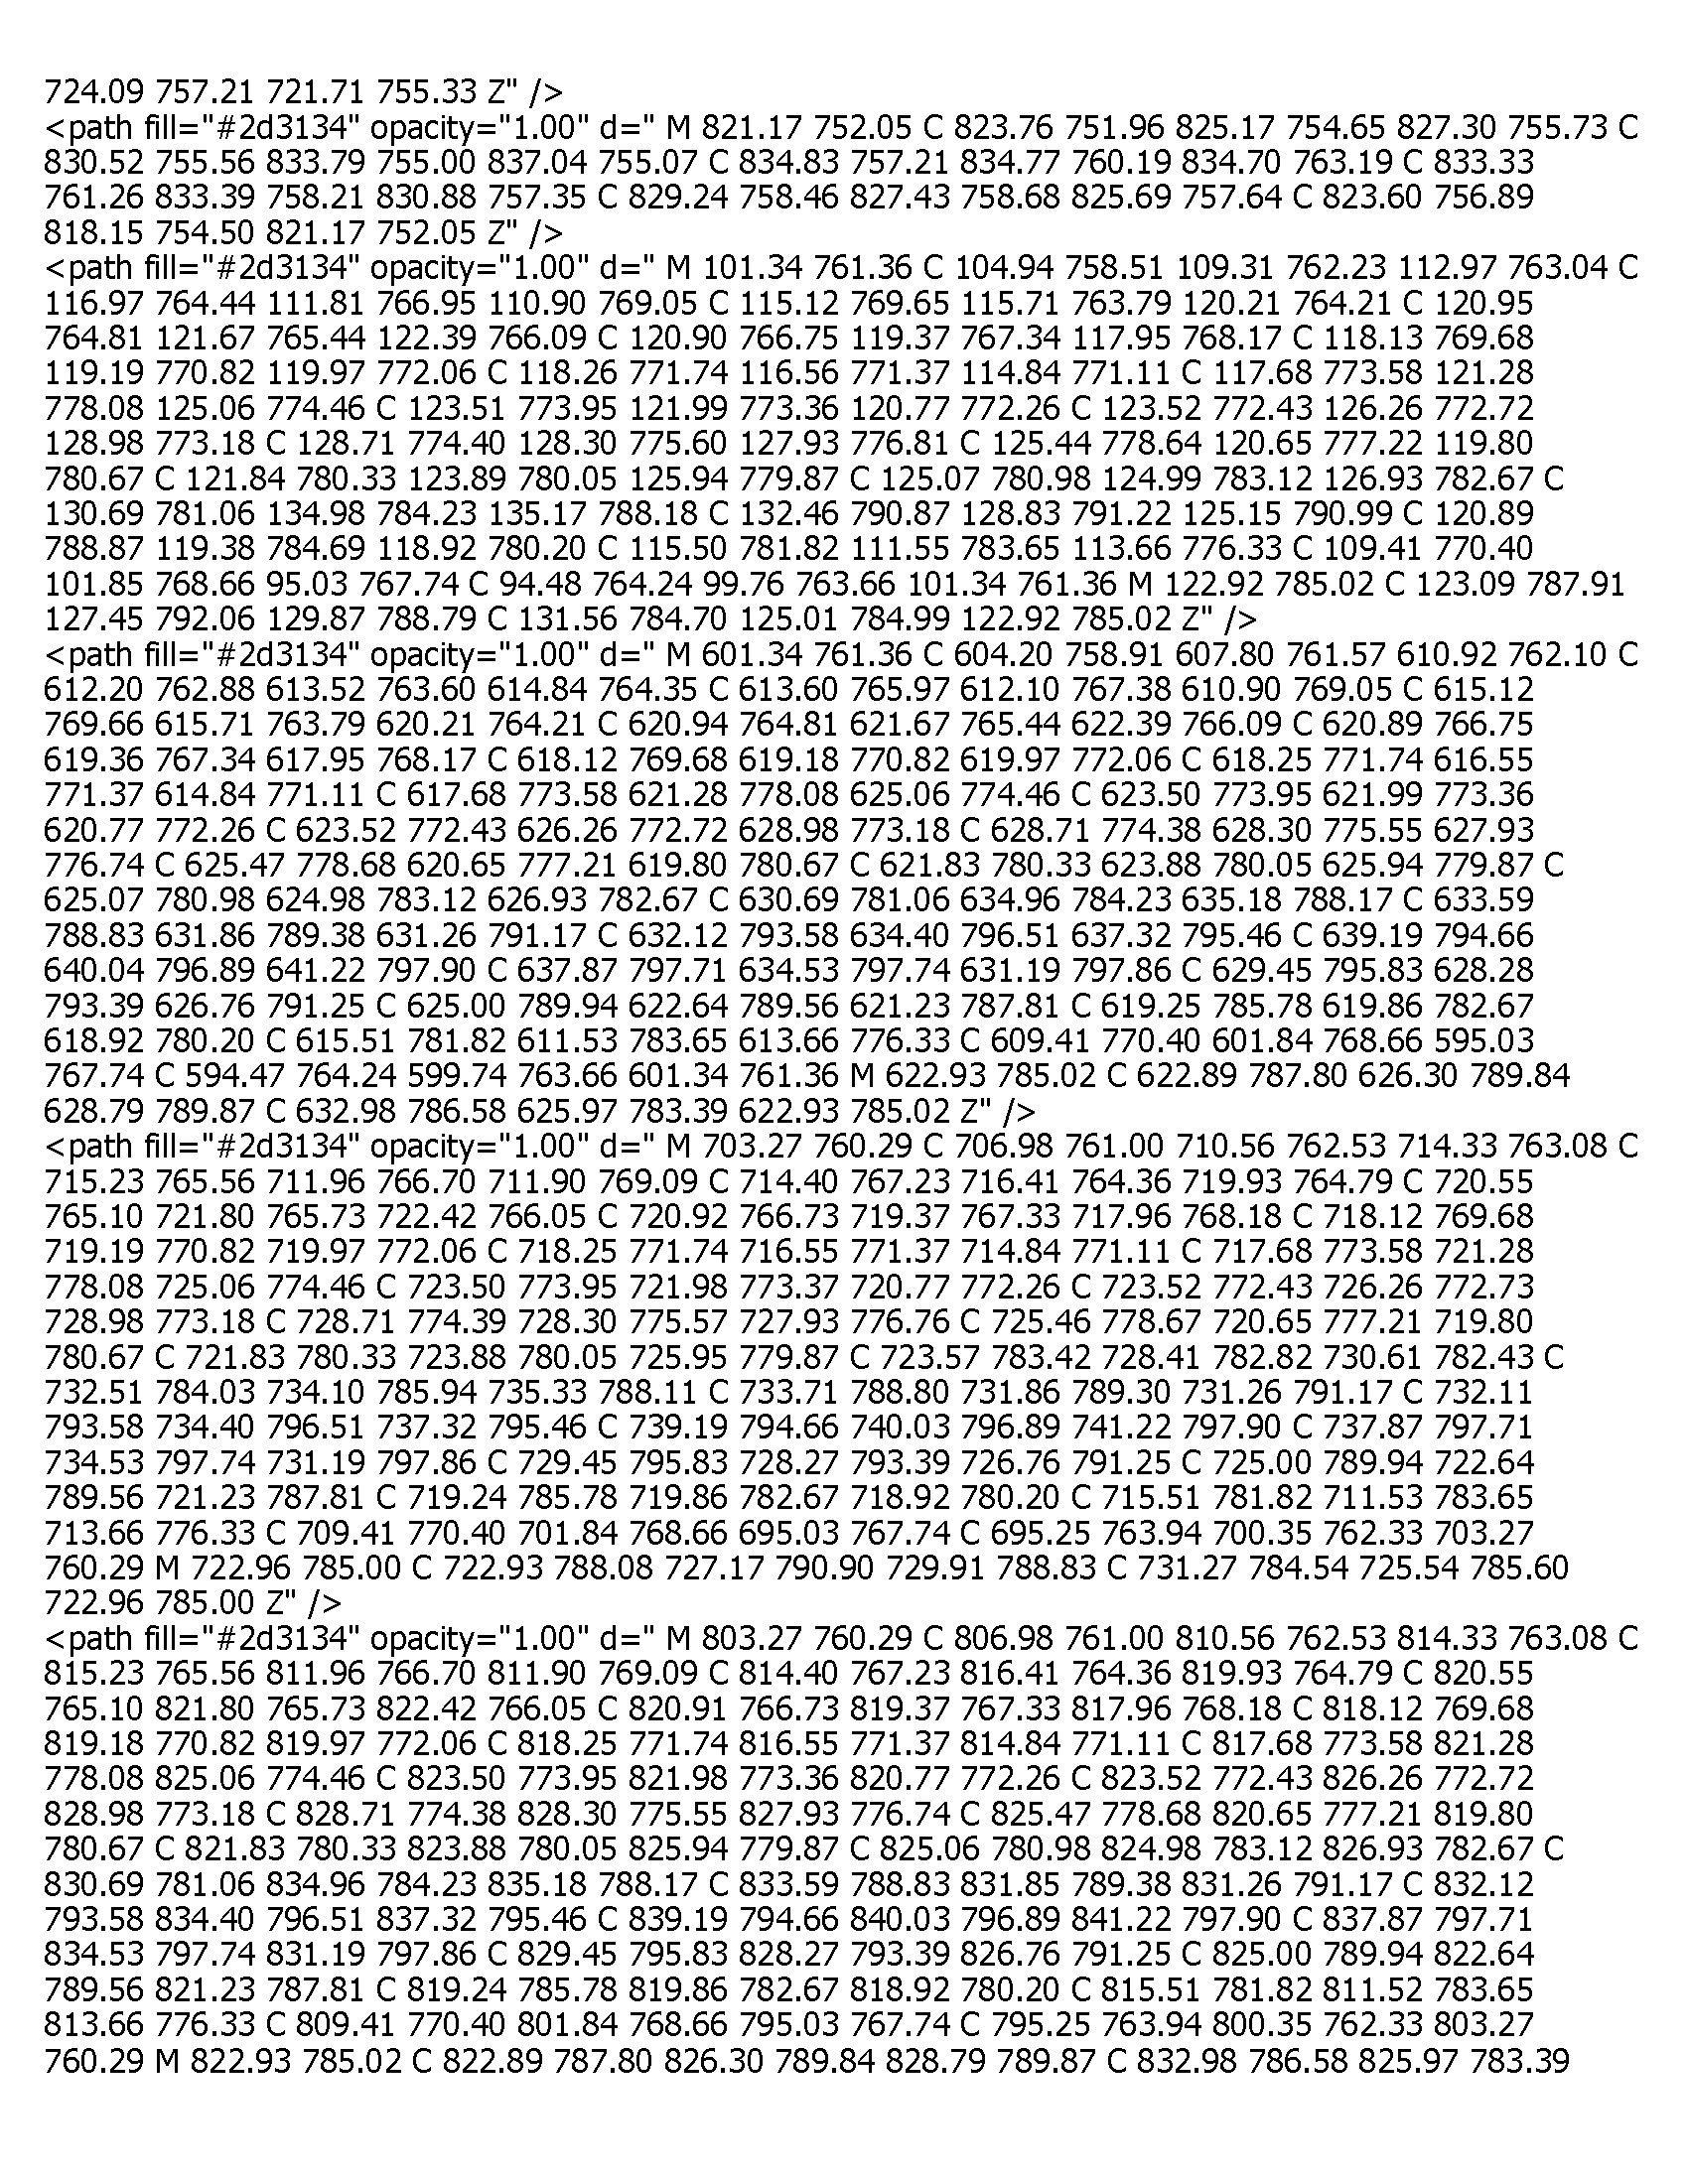 724.09 757.21 721.71 755.33 Z" />
<path fill="#2d3134" opacity="1.00" d=" M 821.17 752.05 C 823.76 751.96 825.17 754.65 827.30 755.73 C
830.52 755.56 833.79 755.00 837.04 755.07 C 834.83 757.21 834.77 760.19 834.70 763.19 C 833.33
761.26 833.39 758.21 830.88 757.35 C 829.24 758.46 827.43 758.68 825.69 757.64 C 823.60 756.89
818.15 754.50 821.17 752.05 Z" />
<path fill="#2d3134" opacity="1.00" d=" M 101.34 761.36 C 104.94 758.51 109.31 762.23 112.97 763.04 C
116.97 764.44 111.81 766.95 110.90 769.05 C 115.12 769.65 115.71 763.79 120.21 764.21 C 120.95
764.81 121.67 765.44 122.39 766.09 C 120.90 766.75 119.37 767.34 117.95 768.17 C 118.13 769.68
119.19 770.82 119.97 772.06 C 118.26 771.74 116.56 771.37 114.84 771.11 C 117.68 773.58 121.28
778.08 125.06 774.46 C 123.51 773.95 121.99 773.36 120.77 772.26 C 123.52 772.43 126.26 772.72
128.98 773.18 C 128.71 774.40 128.30 775.60 127.93 776.81 C 125.44 778.64 120.65 777.22 119.80
780.67 C 121.84 780.33 123.89 780.05 125.94 779.87 C 125.07 780.98 124.99 783.12 126.93 782.67 C
130.69 781.06 134.98 784.23 135.17 788.18 C 132.46 790.87 128.83 791.22 125.15 790.99 C 120.89
788.87 119.38 784.69 118.92 780.20 C 115.50 781.82 111.55 783.65 113.66 776.33 C 109.41 770.40
101.85 768.66 95.03 767.74 C 94.48 764.24 99.76 763.66 101.34 761.36 M 122.92 785.02 C 123.09 787.91
127.45 792.06 129.87 788.79 C 131.56 784.70 125.01 784.99 122.92 785.02 Z" />
<path fill="#2d3134" opacity="1.00" d=" M 601.34 761.36 C 604.20 758.91 607.80 761.57 610.92 762.10 C
612.20 762.88 613.52 763.60 614.84 764.35 C 613.60 765.97 612.10 767.38 610.90 769.05 C 615.12
769.66 615.71 763.79 620.21 764.21 C 620.94 764.81 621.67 765.44 622.39 766.09 C 620.89 766.75
619.36 767.34 617.95 768.17 C 618.12 769.68 619.18 770.82 619.97 772.06 C 618.25 771.74 616.55
771.37 614.84 771.11 C 617.68 773.58 621.28 778.08 625.06 774.46 C 623.50 773.95 621.99 773.36
620.77 772.26 C 623.52 772.43 626.26 772.72 628.98 773.18 C 628.71 774.38 628.30 775.55 627.93
776.74 C 625.47 778.68 620.65 777.21 619.80 780.67 C 621.83 780.33 623.88 780.05 625.94 779.87 C
625.07 780.98 624.98 783.12 626.93 782.67 C 630.69 781.06 634.96 784.23 635.18 788.17 C 633.59
788.83 631.86 789.38 631.26 791.17 C 632.12 793.58 634.40 796.51 637.32 795.46 C 639.19 794.66
640.04 796.89 641.22 797.90 C 637.87 797.71 634.53 797.74 631.19 797.86 C 629.45 795.83 628.28
793.39 626.76 791.25 C 625.00 789.94 622.64 789.56 621.23 787.81 C 619.25 785.78 619.86 782.67
618.92 780.20 C 615.51 781.82 611.53 783.65 613.66 776.33 C 609.41 770.40 601.84 768.66 595.03
767.74 C 594.47 764.24 599.74 763.66 601.34 761.36 M 622.93 785.02 C 622.89 787.80 626.30 789.84
628.79 789.87 C 632.98 786.58 625.97 783.39 622.93 785.02 Z" />
<path fill="#2d3134" opacity="1.00" d=" M 703.27 760.29 C 706.98 761.00 710.56 762.53 714.33 763.08 C
715.23 765.56 711.96 766.70 711.90 769.09 C 714.40 767.23 716.41 764.36 719.93 764.79 C 720.55
765.10 721.80 765.73 722.42 766.05 C 720.92 766.73 719.37 767.33 717.96 768.18 C 718.12 769.68
719.19 770.82 719.97 772.06 C 718.25 771.74 716.55 771.37 714.84 771.11 C 717.68 773.58 721.28
778.08 725.06 774.46 C 723.50 773.95 721.98 773.37 720.77 772.26 C 723.52 772.43 726.26 772.73
728.98 773.18 C 728.71 774.39 728.30 775.57 727.93 776.76 C 725.46 778.67 720.65 777.21 719.80
780.67 C 721.83 780.33 723.88 780.05 725.95 779.87 C 723.57 783.42 728.41 782.82 730.61 782.43 C
732.51 784.03 734.10 785.94 735.33 788.11 C 733.71 788.80 731.86 789.30 731.26 791.17 C 732.11
793.58 734.40 796.51 737.32 795.46 C 739.19 794.66 740.03 796.89 741.22 797.90 C 737.87 797.71
734.53 797.74 731.19 797.86 C 729.45 795.83 728.27 793.39 726.76 791.25 C 725.00 789.94 722.64
789.56 721.23 787.81 C 719.24 785.78 719.86 782.67 718.92 780.20 C 715.51 781.82 711.53 783.65
713.66 776.33 C 709.41 770.40 701.84 768.66 695.03 767.74 C 695.25 763.94 700.35 762.33 703.27
760.29 M 722.96 785.00 C 722.93 788.08 727.17 790.90 729.91 788.83 C 731.27 784.54 725.54 785.60
722.96 785.00 Z" />
<path fill="#2d3134" opacity="1.00" d=" M 803.27 760.29 C 806.98 761.00 810.56 762.53 814.33 763.08 C
815.23 765.56 811.96 766.70 811.90 769.09 C 814.40 767.23 816.41 764.36 819.93 764.79 C 820.55
765.10 821.80 765.73 822.42 766.05 C 820.91 766.73 819.37 767.33 817.96 768.18 C 818.12 769.68
819.18 770.82 819.97 772.06 C 818.25 771.74 816.55 771.37 814.84 771.11 C 817.68 773.58 821.28
778.08 825.06 774.46 C 823.50 773.95 821.98 773.36 820.77 772.26 C 823.52 772.43 826.26 772.72
828.98 773.18 C 828.71 774.38 828.30 775.55 827.93 776.74 C 825.47 778.68 820.65 777.21 819.80
780.67 C 821.83 780.33 823.88 780.05 825.94 779.87 C 825.06 780.98 824.98 783.12 826.93 782.67 C
830.69 781.06 834.96 784.23 835.18 788.17 C 833.59 788.83 831.85 789.38 831.26 791.17 C 832.12
793.58 834.40 796.51 837.32 795.46 C 839.19 794.66 840.03 796.89 841.22 797.90 C 837.87 797.71
834.53 797.74 831.19 797.86 C 829.45 795.83 828.27 793.39 826.76 791.25 C 825.00 789.94 822.64
789.56 821.23 787.81 C 819.24 785.78 819.86 782.67 818.92 780.20 C 815.51 781.82 811.52 783.65
813.66 776.33 C 809.41 770.40 801.84 768.66 795.03 767.74 C 795.25 763.94 800.35 762.33 803.27
760.29 M 822.93 785.02 C 822.89 787.80 826.30 789.84 828.79 789.87 C 832.98 786.58 825.97 783.39